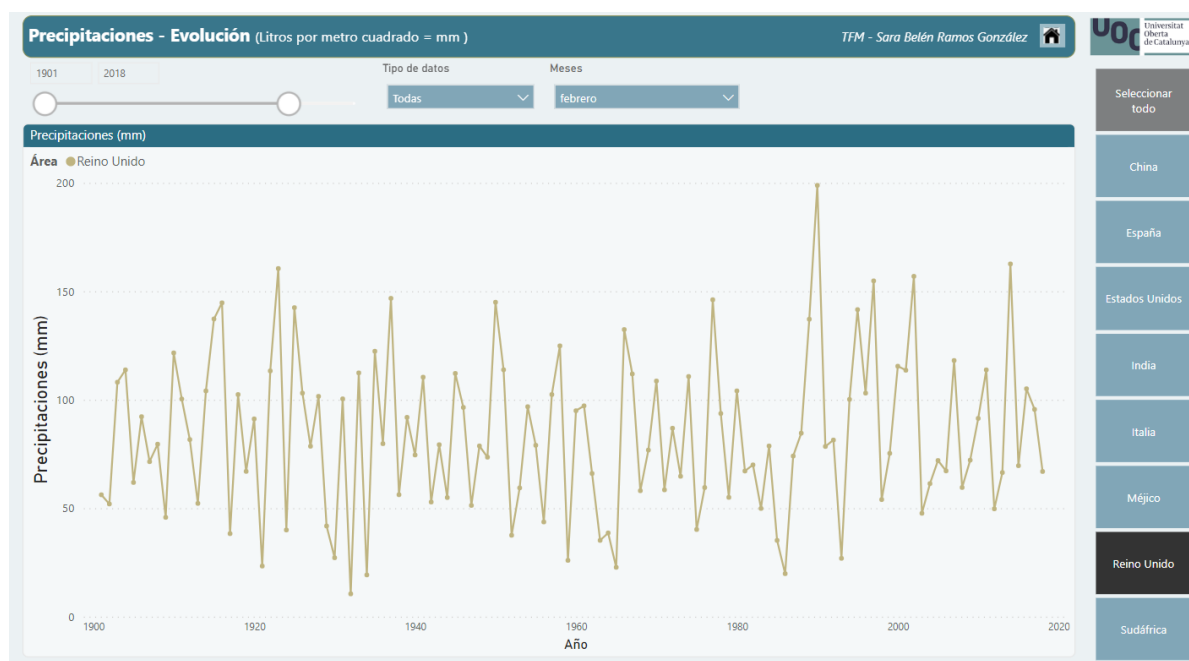 Precipitaciones - Evolución (Litros por metro cuadrado = mm )
TFM - Sara Belén Ramos González
UOC
Universitat
Oberta
de Catalunya
1901
2018
Tipo de datos
Todas
Meses
febrero
Precipitaciones (mm)
Área Reino Unido
Precipitaciones (mm)
200
150
100
50
0
1900
1920
1940
1960
1980
2000
2020
Año
Seleccionar
todo
China
España
Estados Unidos
India
Italia
Méjico
Reino Unido
Sudáfrica